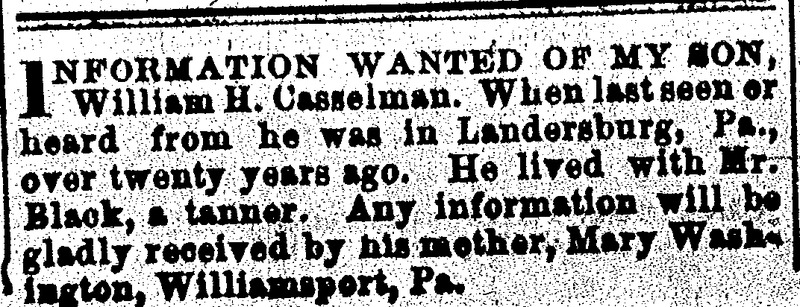 INFORMATION WANTED OF MY SON,
William H. Casselman. When last seen or
heard from he was in Landersburg, Pa.,
over twenty years ago. He lived with Mr.
Black, a tanner. Any information will be
gladly received by his mother, Mary Wash-
ington, Williamsport, Pa.